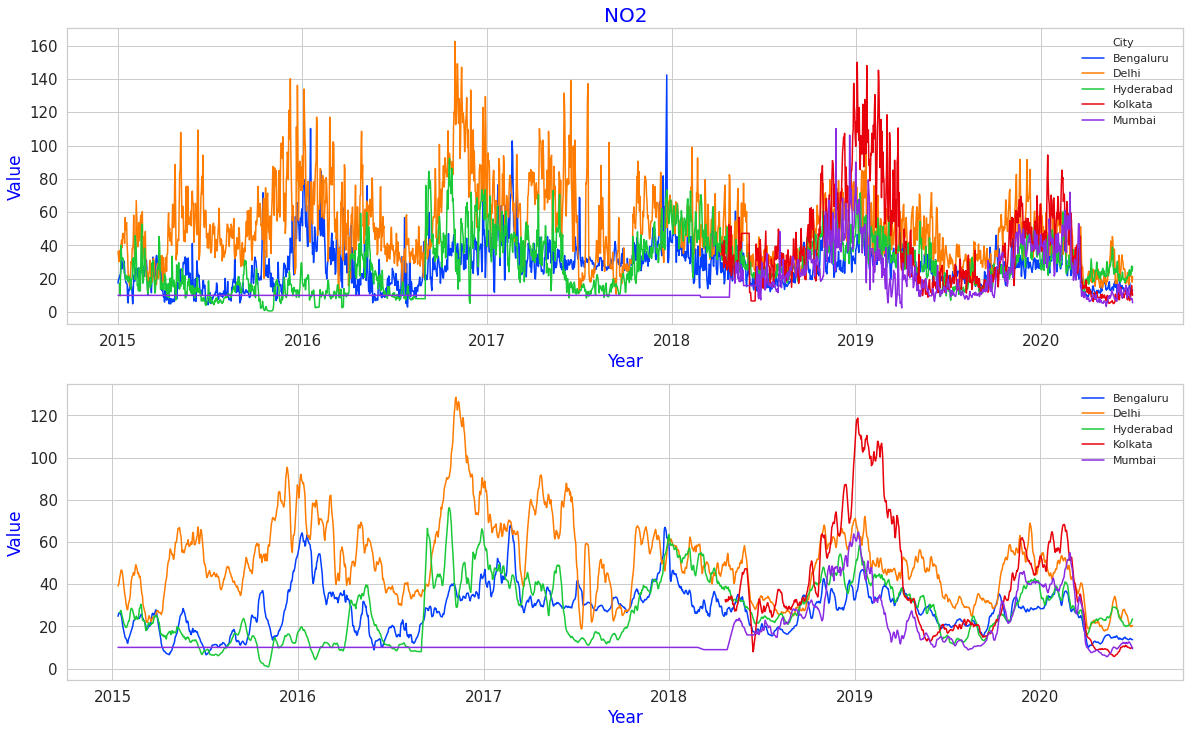 NO2
Value
160
140
120
100
80
60
40
20
0
City
Bengaluru
Delhi
Hyderabad
Kolkata
Mumbai
2015 2016 2017 2018 2019 2020
Year
Value
120
100
80
60
40
20
0
Bengaluru
Delhi
Hyderabad
Kolkata
Mumbai
2015 2016 2017 2018 2019 2020
Year